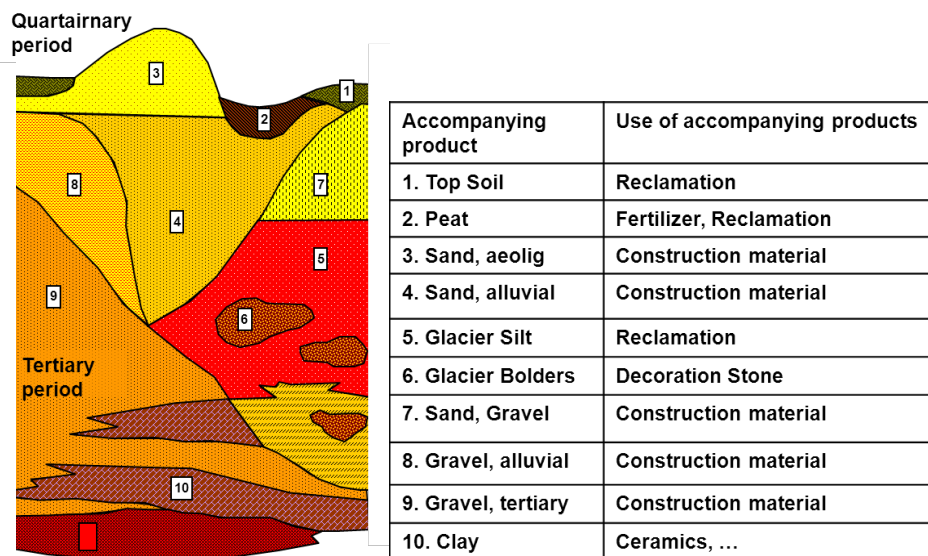 Quartairnary
period
3
1
2
8
7
4
5
9
6
Tertiary
period
10
Accompanying product | Use of accompanying products
1. Top Soil | Reclamation
2. Peat | Fertilizer, Reclamation
3. Sand, aeolig | Construction material
4. Sand, alluvial | Construction material
5. Glacier Silt | Reclamation
6. Glacier Bolders | Decoration Stone
7. Sand, Gravel | Construction material
8. Gravel, alluvial | Construction material
9. Gravel, tertiary | Construction material
10. Clay | Ceramics, …